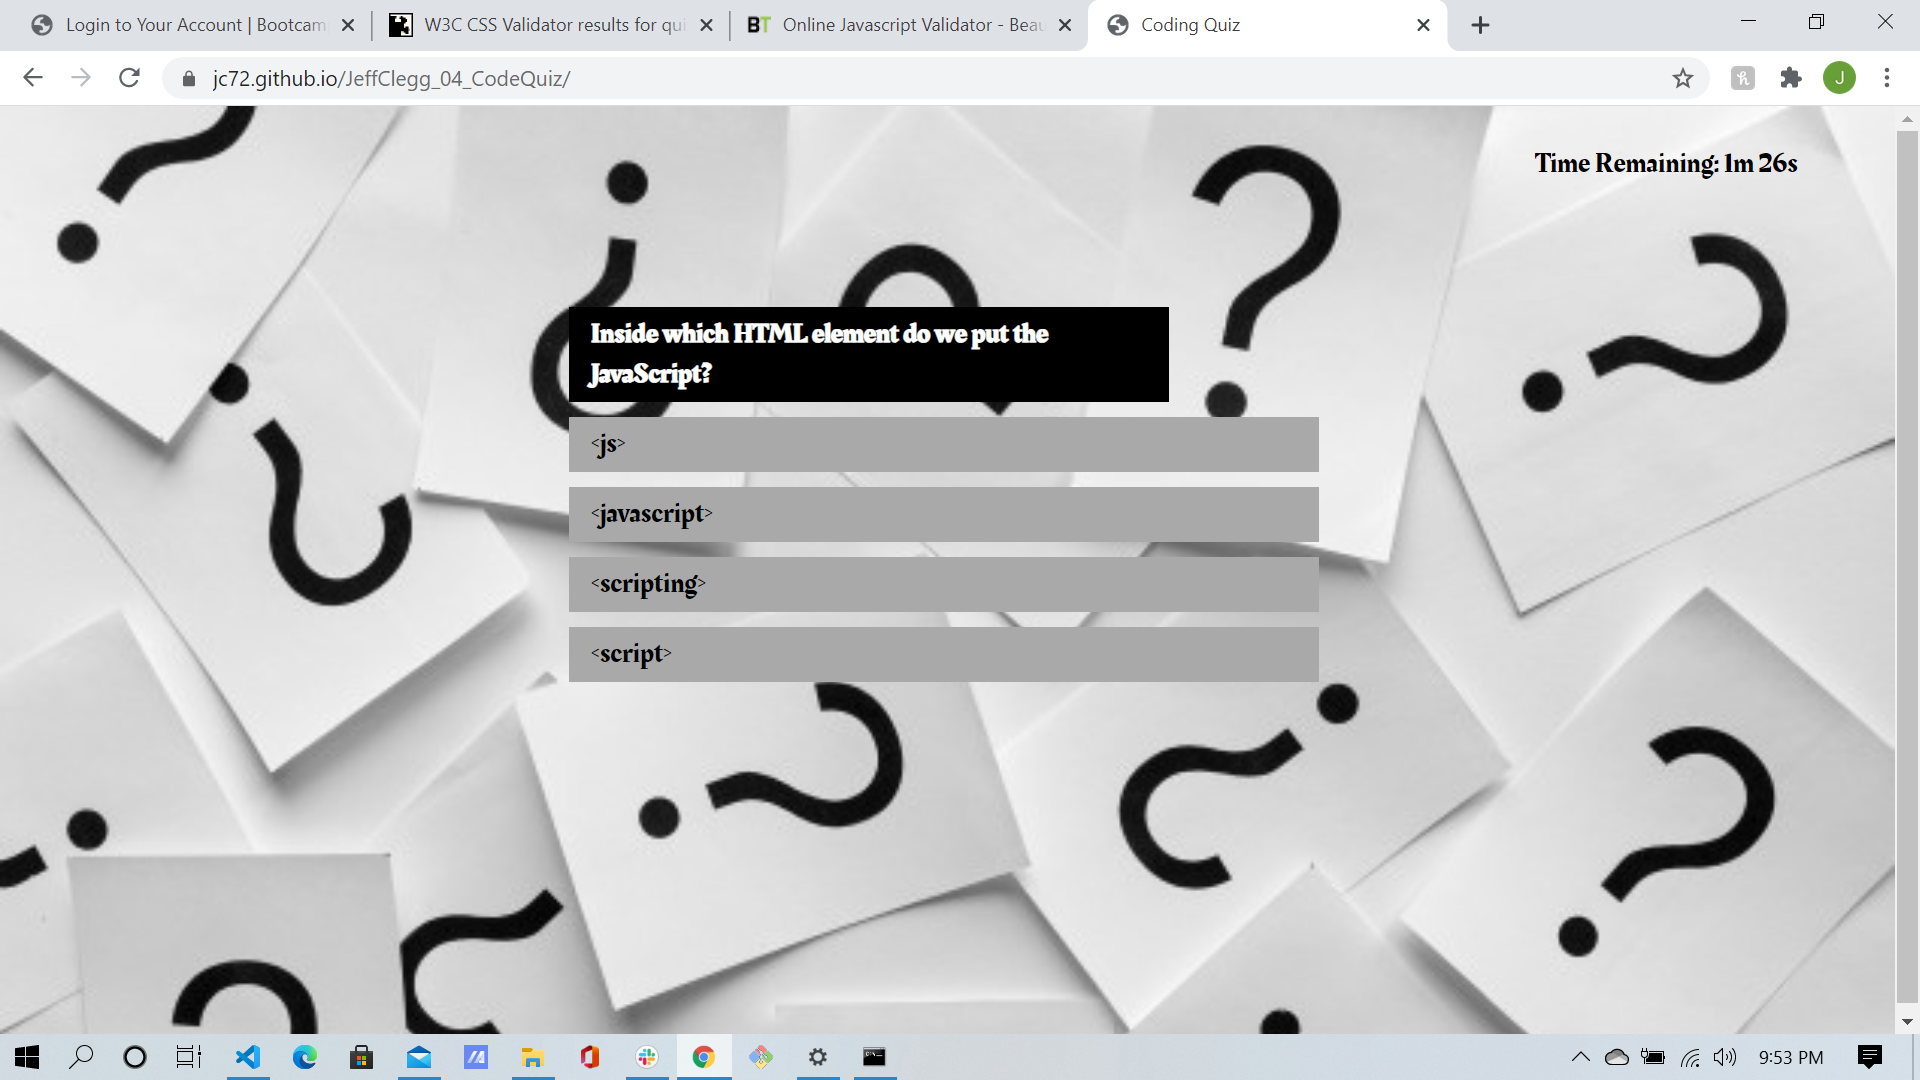 Login to Your Account | Bootcam
W3C CSS Validator results for qui
BT Online Javascript Validator - Beau
Coding Quiz
jc72.github.io/JeffClegg_04_CodeQuiz/
J
Time Remaining: 1m 26s
Inside which HTML element do we put the
JavaScript?
<js>
<javascript>
<scripting>
<script>
9:53 PM